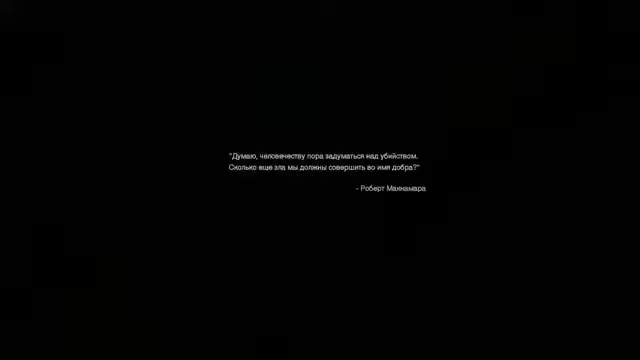 "Думаю, человечеству пора задуматься над убийством.
Сколько еще зла мы должны совершить во имя добра?"
- Роберт Макнамара